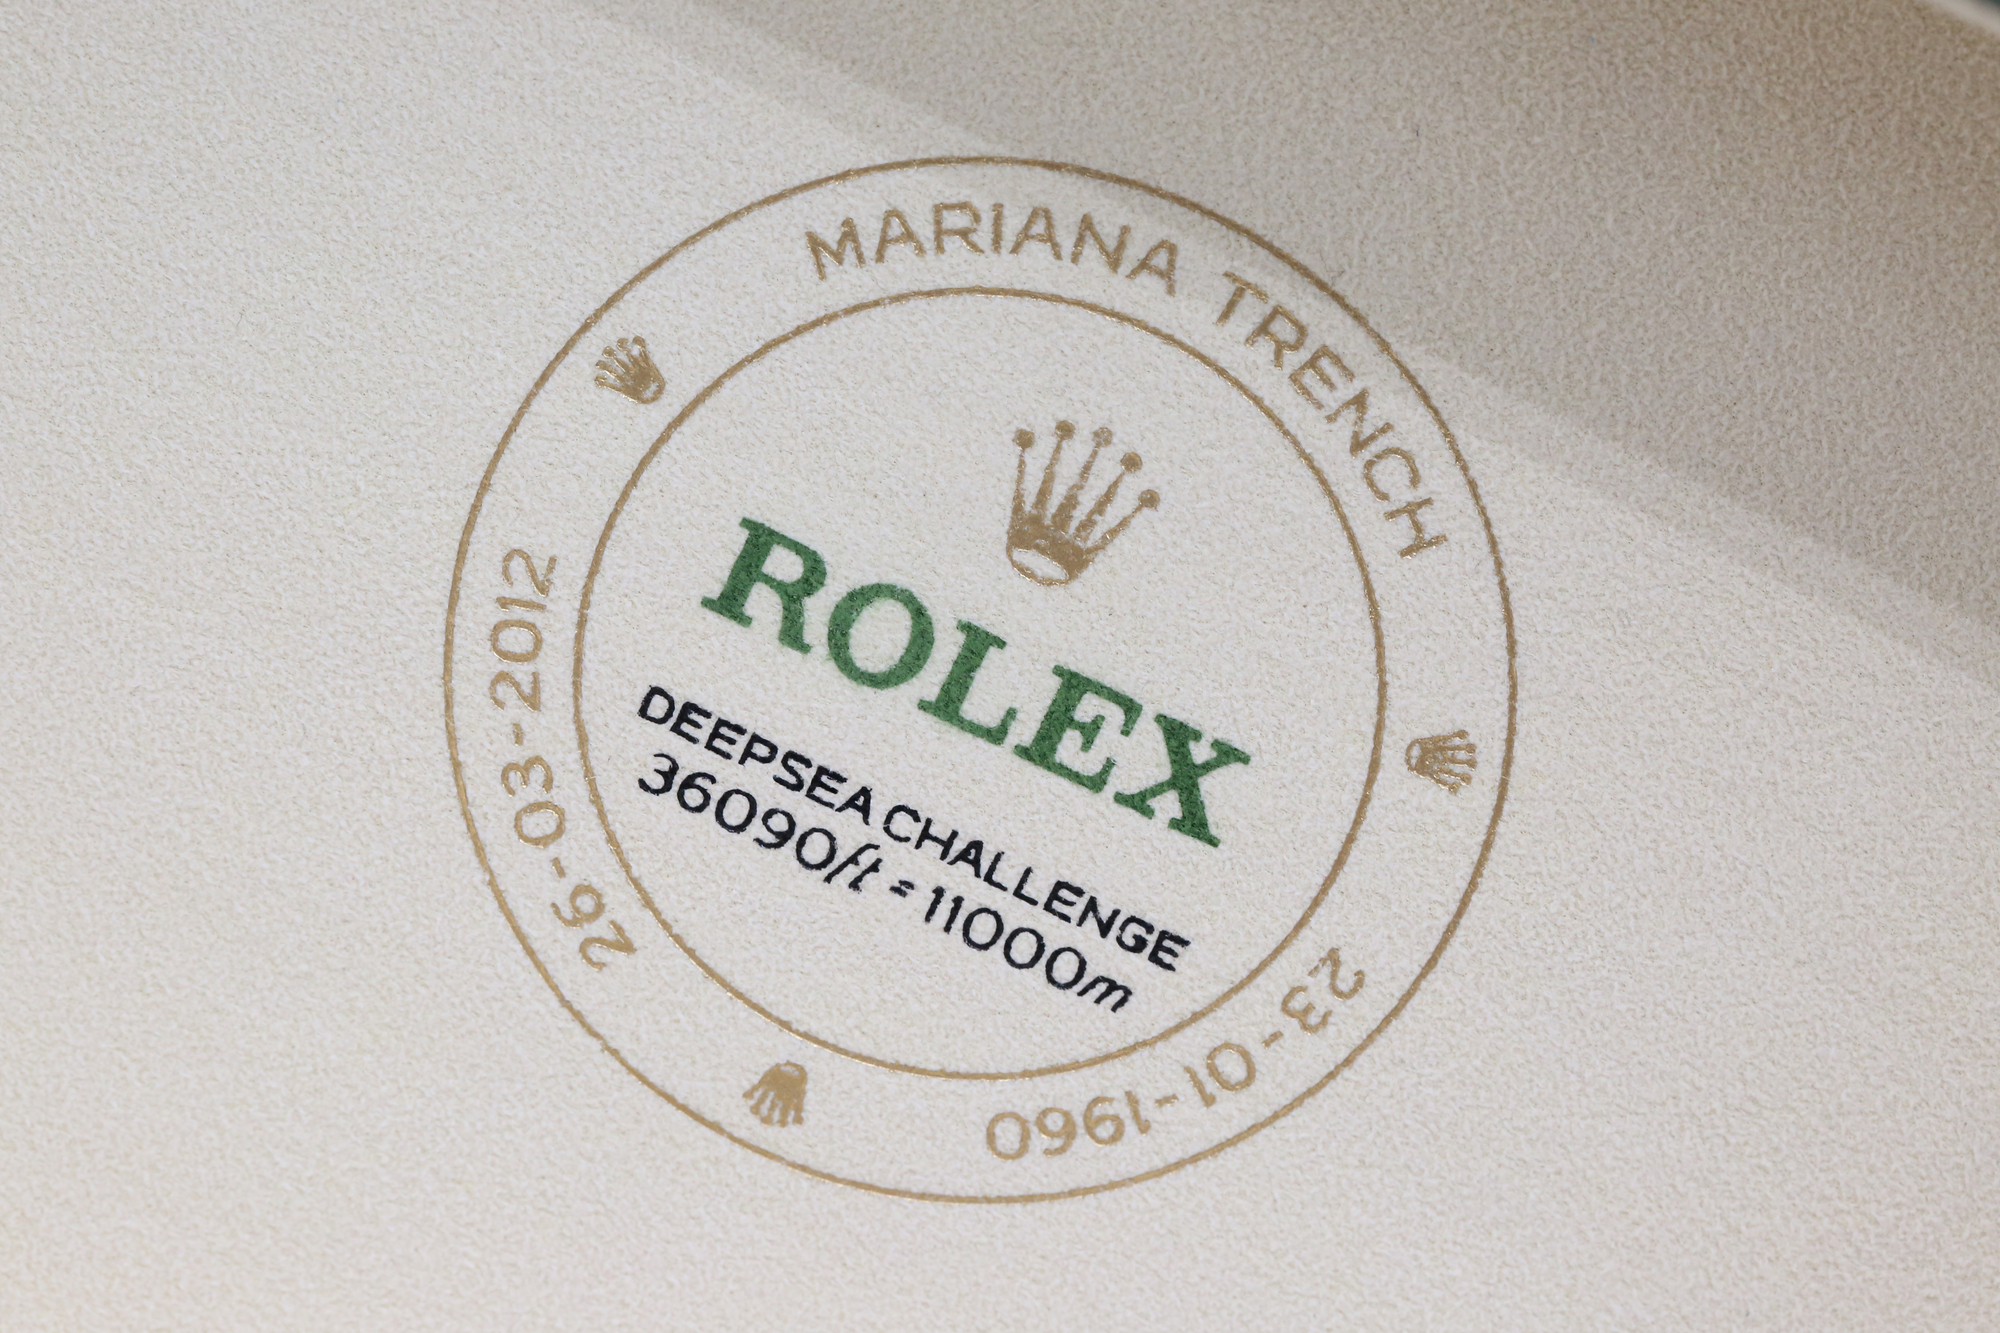 MARIANA TRENCH
ROLEX
DEEPSEA CHALLENGE
36090ft = 11000m
23-01-1960
26-03-2012